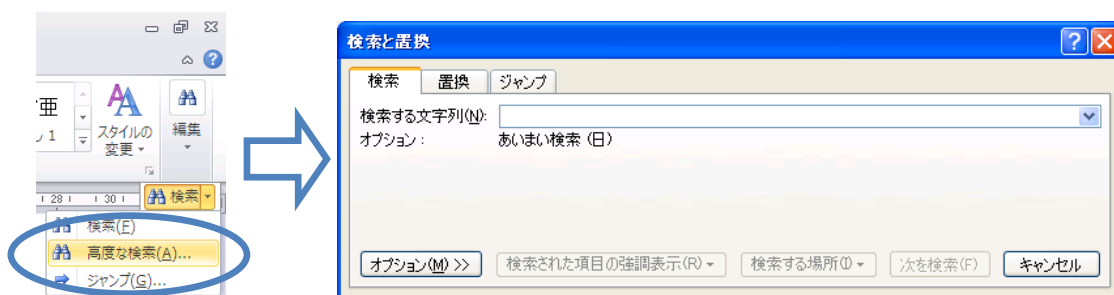 亜
1
スタイルの
変更
編集
28
30
検索
検索(F)
高度な検索(A)...
ジャンプ(G)...
検索と置換
検索 置換 ジャンプ
検索する文字列(N):
オプション: あいまい検索 (日)
オプション(M) >> 検索された項目の強調表示(R) 検索する場所(I) 次を検索(F) キャンセル